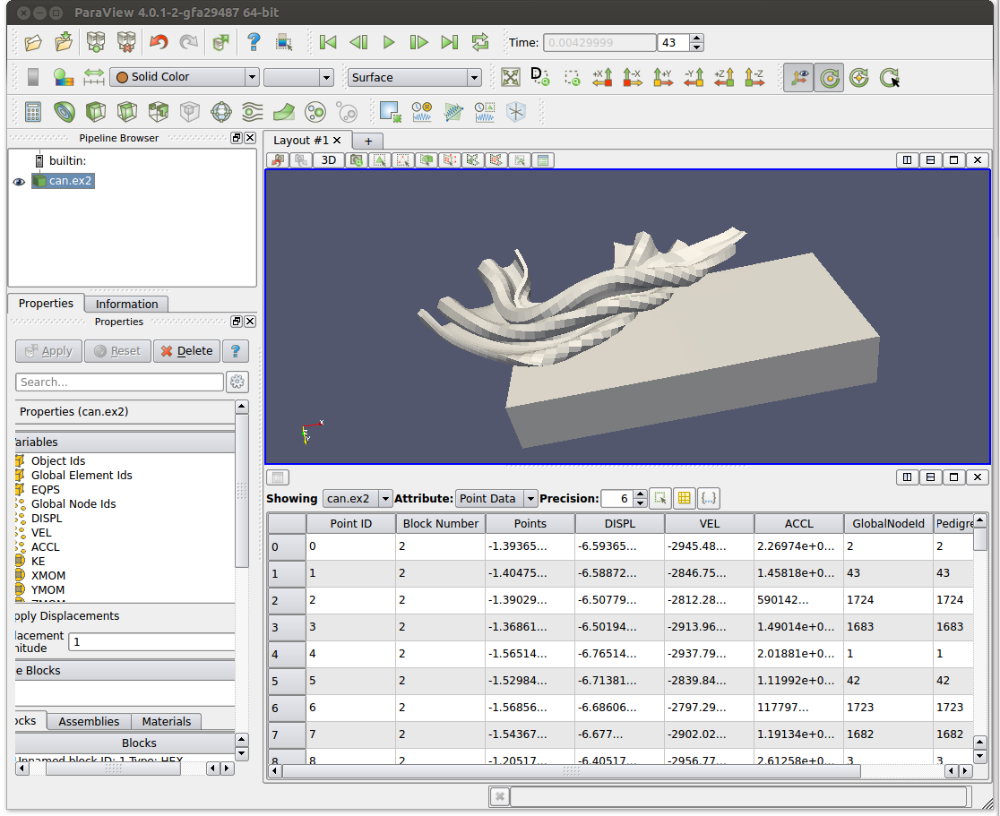 ParaView 4.0.1-2-gfa29487 64-bit
Time: 0.00429999 43
Solid Color Surface
+X -X +Y -Y +Z -Z
Pipeline Browser
builtin:
can.ex2
Properties Information
Properties
Apply Reset Delete ?
Search...
Properties (can.ex2)
ariables
Object Ids
Global Element Ids
EQPS
Global Node Ids
DISPL
VEL
ACCL
KE
XMOM
YMOM
ZMOM
pply Displacements
lacement
nitude 1
e Blocks
ocks Assemblies Materials
Blocks
Unnamed block ID: 1 Type: HEX
Layout #1 +
3D
X
Y
Z
Showing can.ex2 Attribute: Point Data Precision: 6 {...}
Point ID Block Number Points DISPL VEL ACCL GlobalNodeId Pedigre
0 0 2 -1.39365... -6.59365... -2945.48... 2.26974e+0... 2 2
1 1 2 -1.40475... -6.58872... -2846.75... 1.45818e+0... 43 43
2 2 2 -1.39029... -6.50779... -2812.28... 590142... 1724 1724
3 3 2 -1.36861... -6.50194... -2913.96... 1.49014e+0... 1683 1683
4 4 2 -1.56514... -6.76514... -2937.79... 2.01881e+0... 1 1
5 5 2 -1.52984... -6.71381... -2839.84... 1.11992e+0... 42 42
6 6 2 -1.56856... -6.68606... -2797.29... 117797... 1723 1723
7 7 2 -1.54367... -6.677... -2902.02... 1.19134e+0... 1682 1682
8 8 2 -1.20517... -6.40517... -2956.77... 2.61258e+0... 3 3